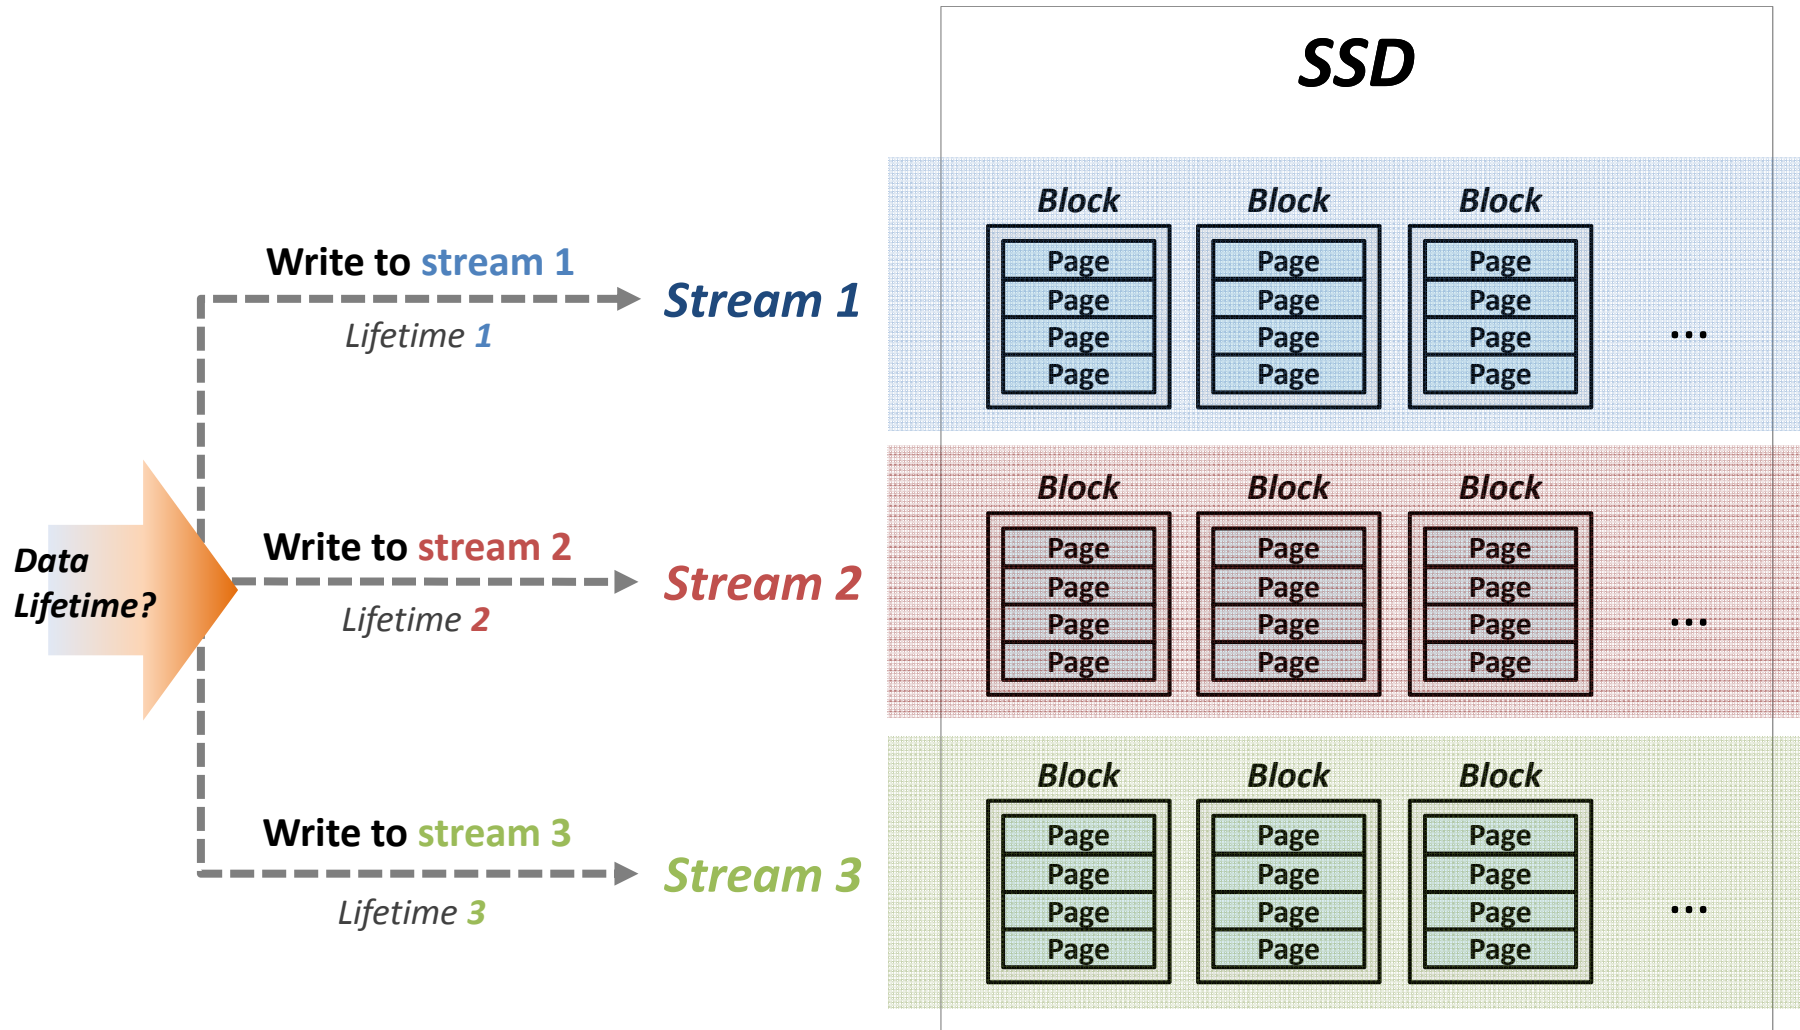 SSD
Write to stream 1
Lifetime 1
Stream 1
Block Block Block
Page Page Page
Page Page Page
Page Page Page
Page Page Page
...
Data
Lifetime?
Write to stream 2
Lifetime 2
Stream 2
Block Block Block
Page Page Page
Page Page Page
Page Page Page
Page Page Page
...
Write to stream 3
Lifetime 3
Stream 3
Block Block Block
Page Page Page
Page Page Page
Page Page Page
Page Page Page
...